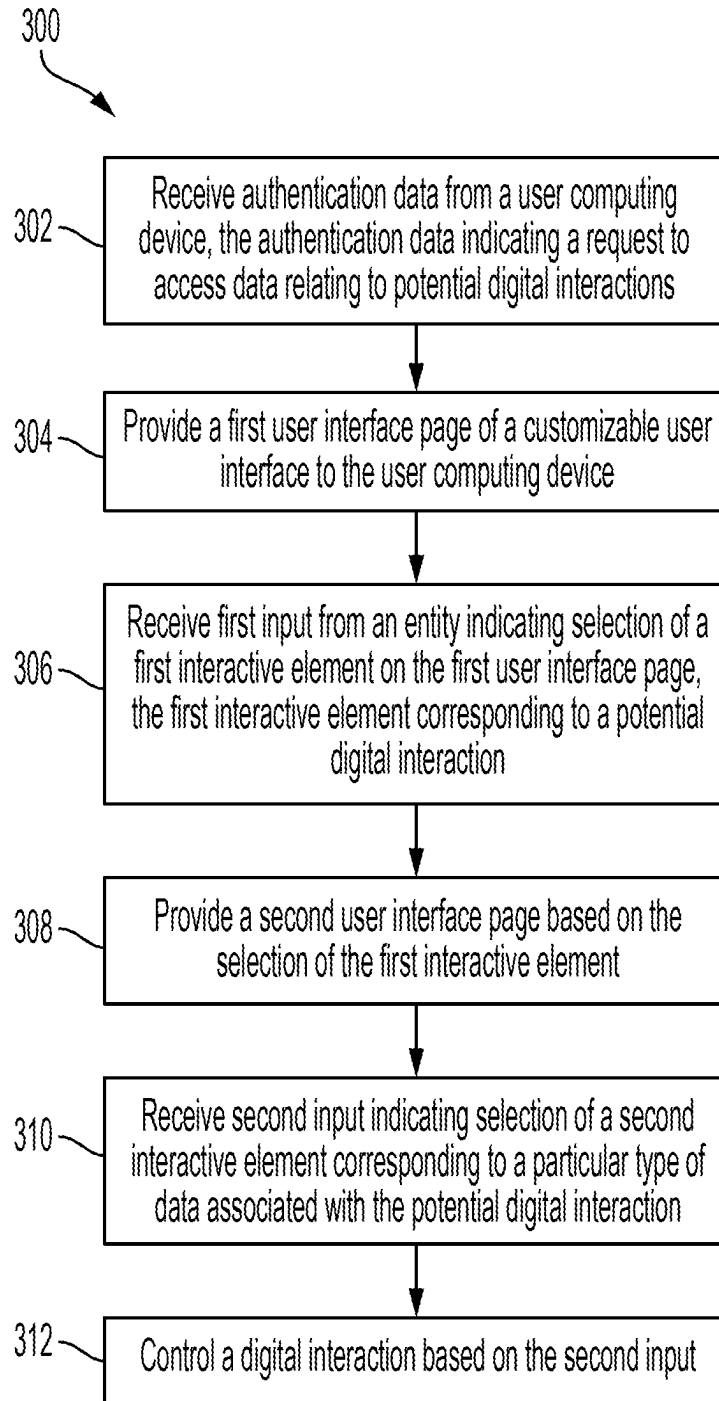 300
302
Receive authentication data from a user computing
device, the authentication data indicating a request to
access data relating to potential digital interactions
304
Provide a first user interface page of a customizable user
interface to the user computing device
306
Receive first input from an entity indicating selection of a
first interactive element on the first user interface page,
the first interactive element corresponding to a potential
digital interaction
308
Provide a second user interface page based on the
selection of the first interactive element
310
Receive second input indicating selection of a second
interactive element corresponding to a particular type of
data associated with the potential digital interaction
312
Control a digital interaction based on the second input